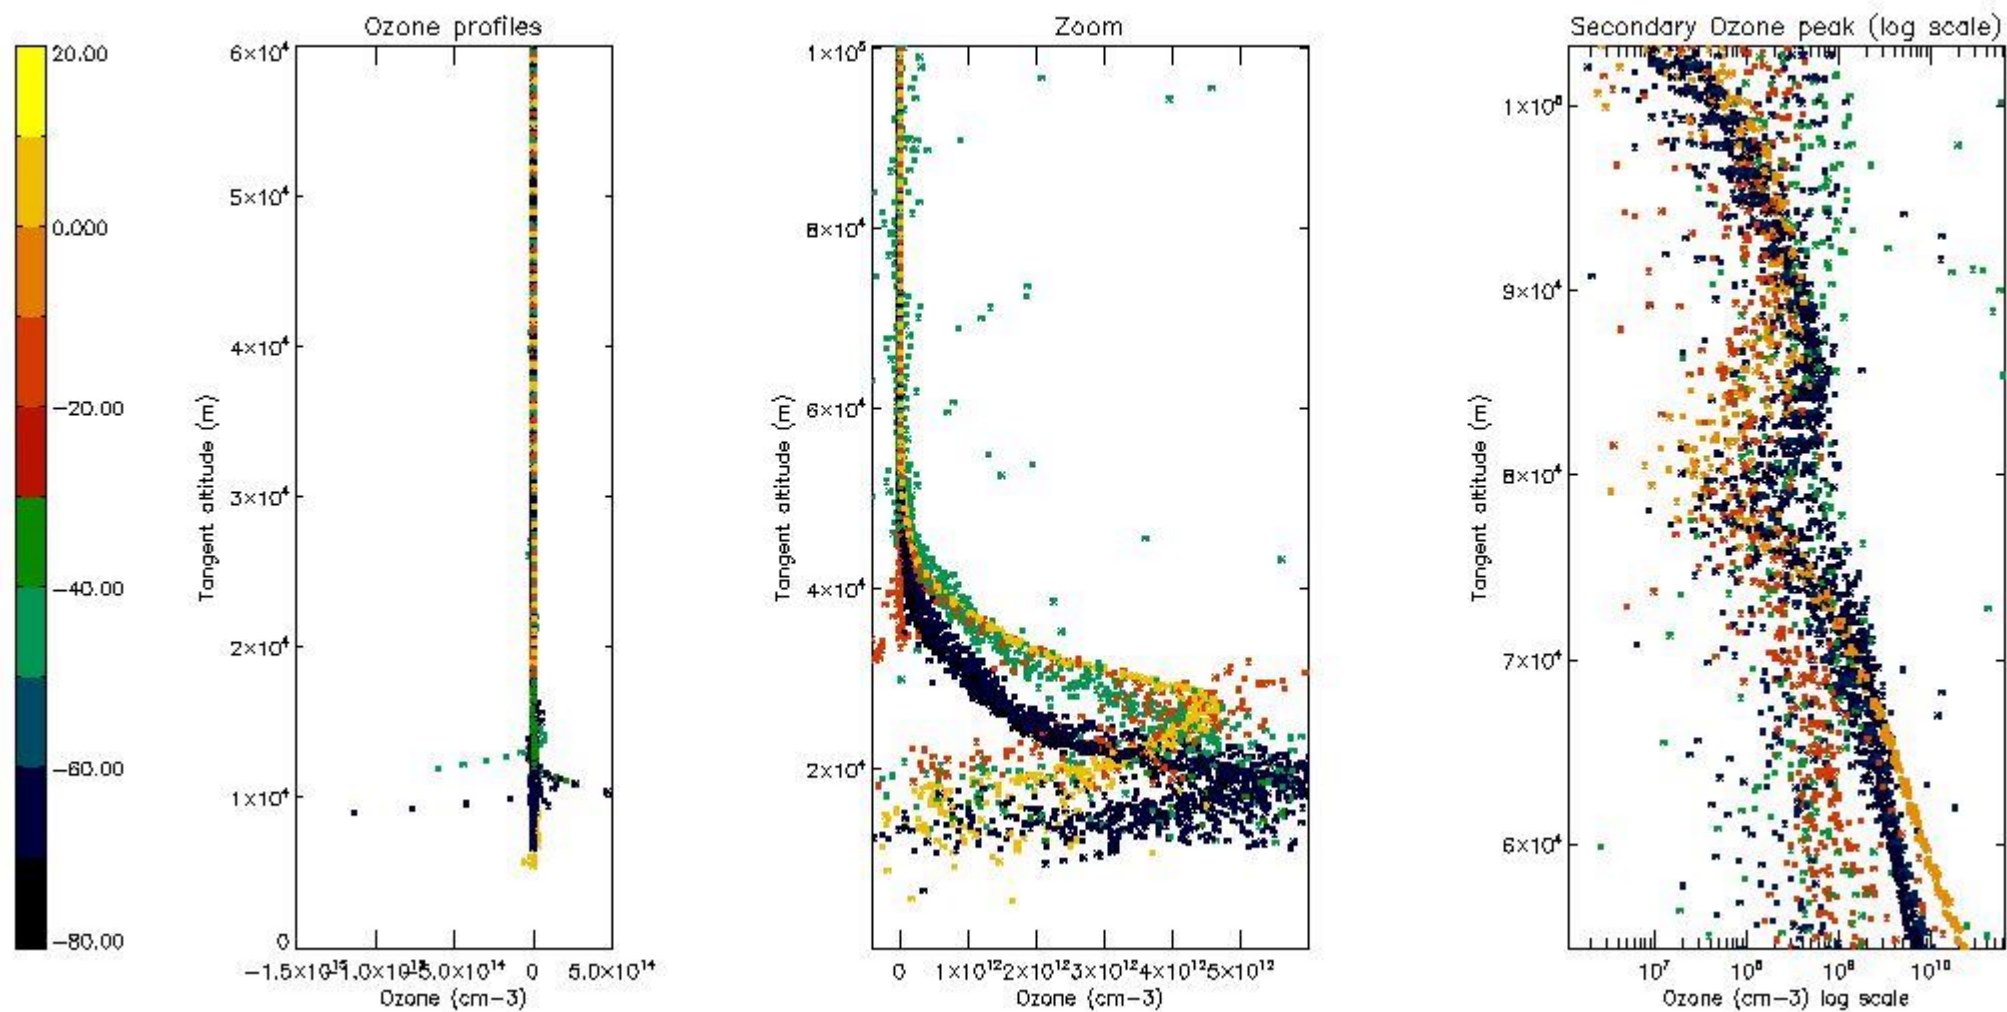 Ozone profiles
Zoom
Secondary Ozone peak (log scale)
20.00
0.000
−20.00
−40.00
−60.00
−80.00
6×10⁴
5×10⁴
4×10⁴
3×10⁴
2×10⁴
1×10⁴
0
Tangent altitude (m)
5.0×10¹⁴
0
Ozone (cm−3)
1×10⁵
8×10⁴
6×10⁴
4×10⁴
2×10⁴
Tangent altitude (m)
0 1×10¹² 2×10¹² 3×10¹² 4×10¹² 5×10¹²
Ozone (cm−3)
9×10⁴
8×10⁴
7×10⁴
6×10⁴
Tangent altitude (m)
10⁷
10¹⁰
Ozone (cm−3) log scale